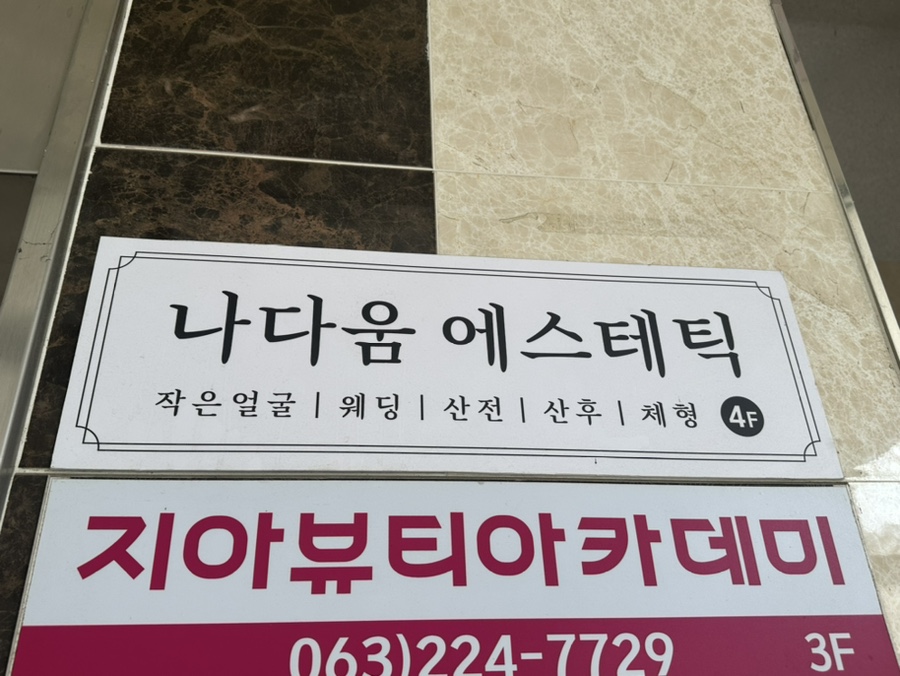 나다움 에스테틱
작은얼굴 | 웨딩 | 산전 | 산후 | 체형 4F
지아뷰티아카데미
063)224-7729 3F